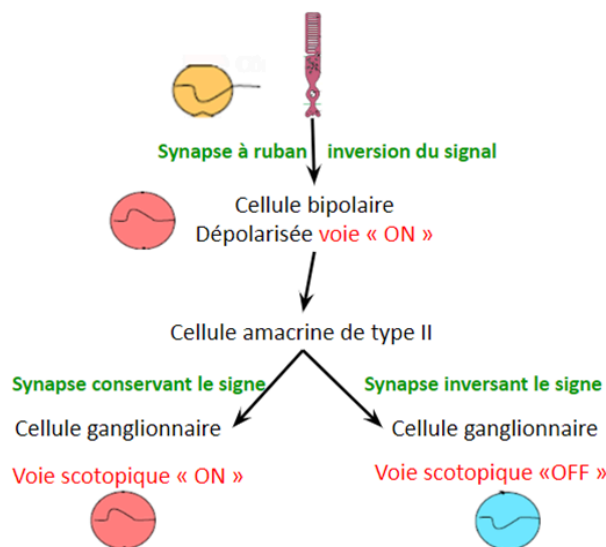 Synapse à ruban inversion du signal
Cellule bipolaire
Dépolarisée voie « ON »
Cellule amacrine de type II
Synapse conservant le signe
Synapse inversant le signe
Cellule ganglionnaire
Cellule ganglionnaire
Voie scotopique « ON »
Voie scotopique «OFF »